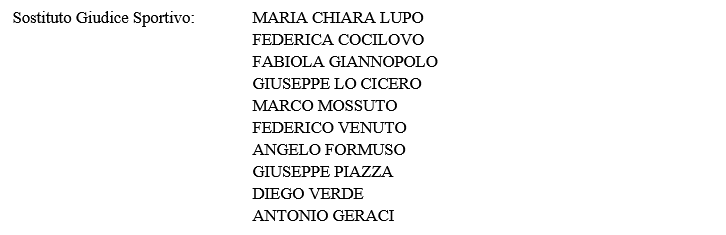 Sostituto Giudice Sportivo: MARIA CHIARA LUPO
FEDERICA COCILOVO
FABIOLA GIANNOPOLO
GIUSEPPE LO CICERO
MARCO MOSSUTO
FEDERICO VENUTO
ANGELO FORMUSO
GIUSEPPE PIAZZA
DIEGO VERDE
ANTONIO GERACI